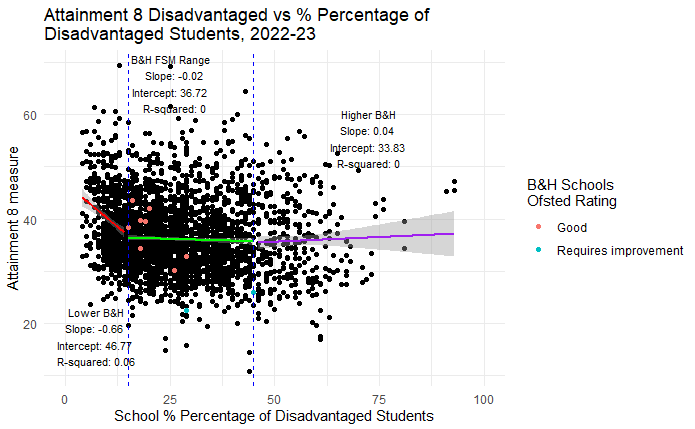 Attainment 8 Disadvantaged vs % Percentage of
Disadvantaged Students, 2022-23
B&H FSM Range
Slope: -0.02
Intercept: 36.72
R-squared: 0
Higher B&H
Slope: 0.04
Intercept: 33.83
R-squared: 0
Lower B&H
Slope: -0.66
Intercept: 46.77
R-squared: 0.06
Attainment 8 measure
60
40
20
0
25
50
75
100
School % Percentage of Disadvantaged Students
B&H Schools
Ofsted Rating
Good
Requires improvement